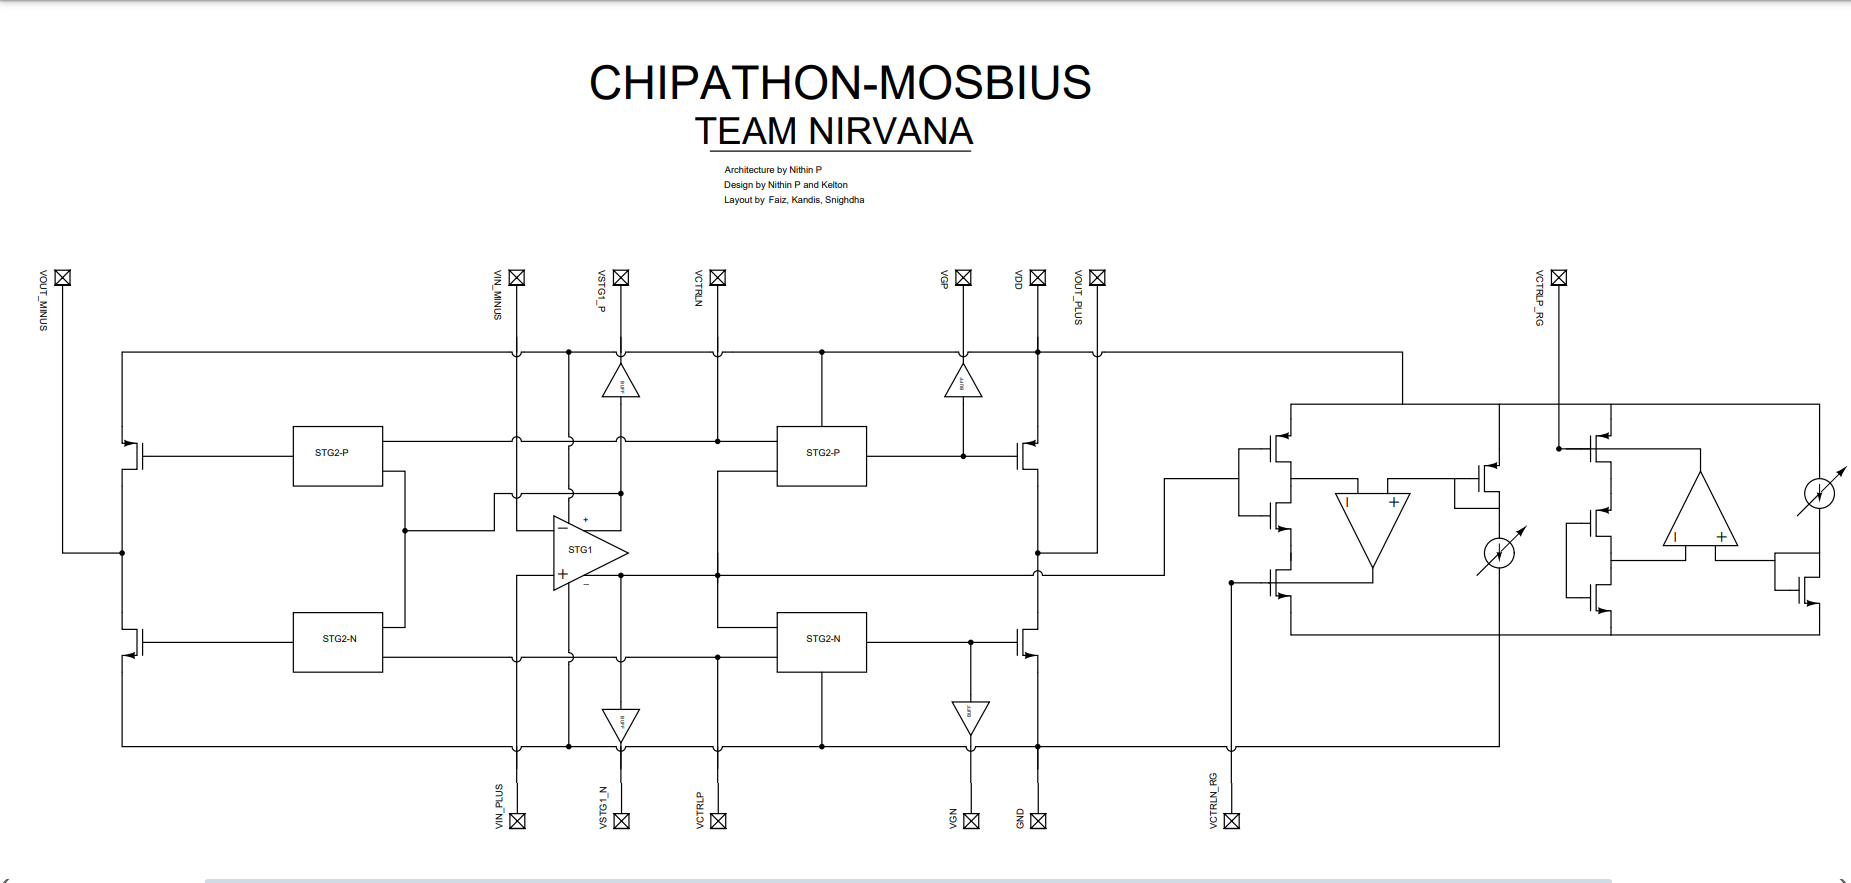 CHIPATHON-MOSBIUS
TEAM NIRVANA
Architecture by Nithin P
Design by Nithin P and Kelton
Layout by Faiz, Kandis, Snighdha
VOUT_MINUS
VIN_MINUS
VSTG1_P
VCTRLN
VGP
VDD
VOUT_PLUS
VCTRLP_RG
BUFF
BUFF
STG2-P
STG2-P
- +
- +
+
-
STG1
+
-
STG2-N
STG2-N
BUFF
BUFF
VIN_PLUS
VSTG1_N
VCTRLP
VGN
GND
VCTRLN_RG